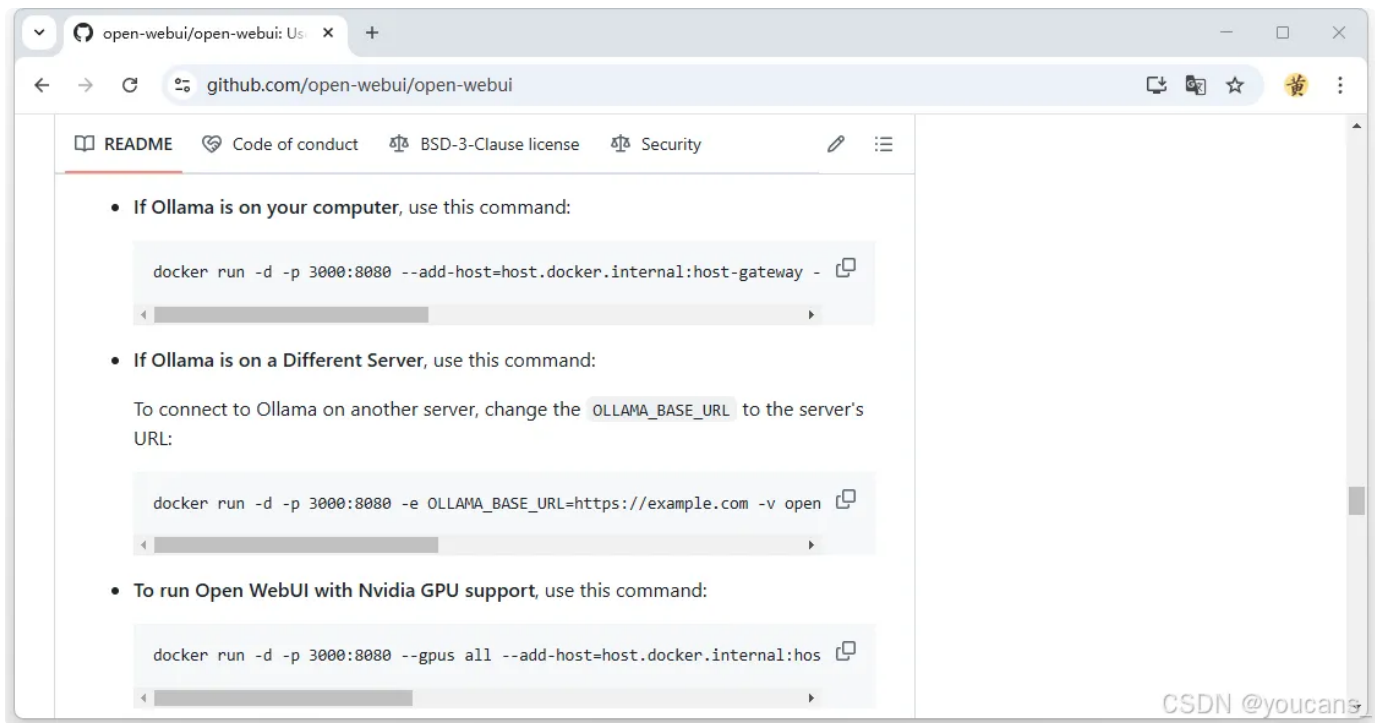 open-webui/open-webui: Us
github.com/open-webui/open-webui
黄
README
Code of conduct
BSD-3-Clause license
Security
If Ollama is on your computer, use this command:
docker run -d -p 3000:8080 --add-host=host.docker.internal:host-gateway -
If Ollama is on a Different Server, use this command:
To connect to Ollama on another server, change the OLLAMA_BASE_URL to the server's
URL:
docker run -d -p 3000:8080 -e OLLAMA_BASE_URL=https://example.com -v open
To run Open WebUI with Nvidia GPU support, use this command:
docker run -d -p 3000:8080 --gpus all --add-host=host.docker.internal:hos
CSDN @youcans_